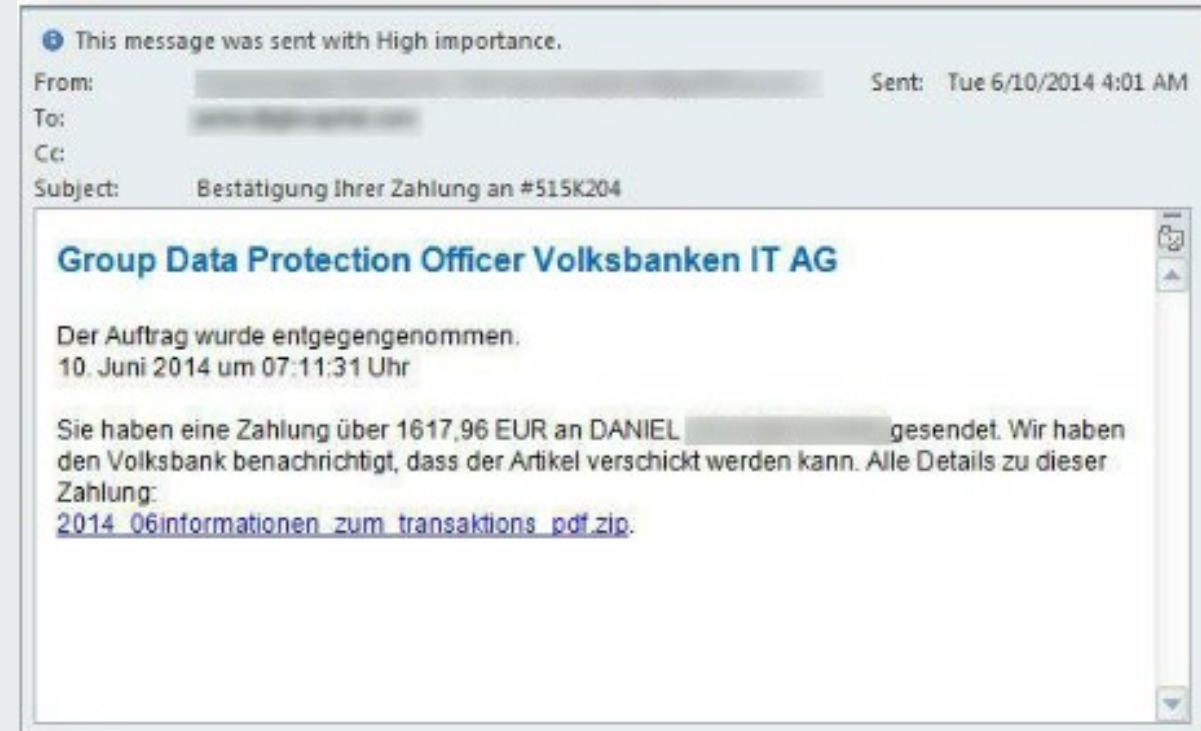 This message was sent with High importance.
From: Sent: Tue 6/10/2014 4:01 AM
To:
Cc:
Subject: Bestätigung Ihrer Zahlung an #515K204
Group Data Protection Officer Volksbanken IT AG
Der Auftrag wurde entgegengenommen.
10. Juni 2014 um 07:11:31 Uhr
Sie haben eine Zahlung über 1617,96 EUR an DANIEL gesendet. Wir haben
den Volksbank benachrichtigt, dass der Artikel verschickt werden kann. Alle Details zu dieser
Zahlung:
2014_06informationen_zum_transaktions_pdf.zip.